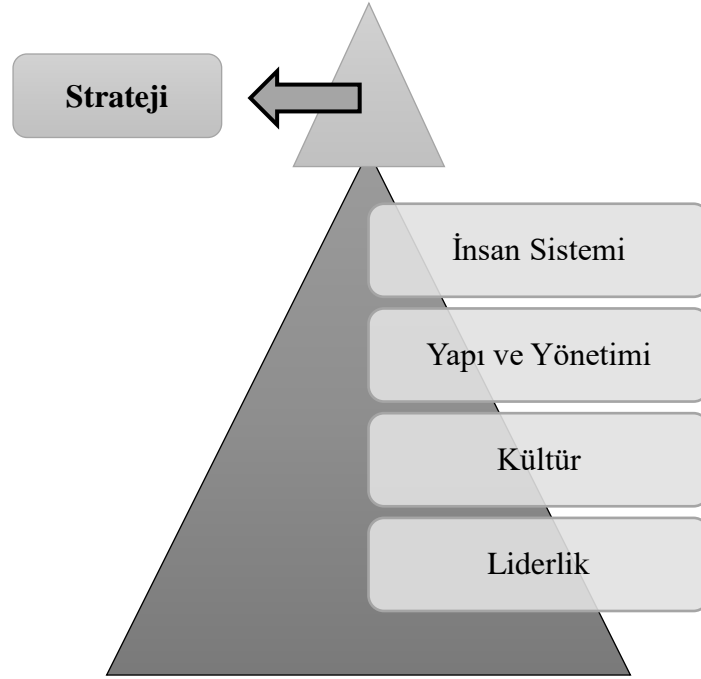 Strateji
İnsan Sistemi
Yapı ve Yönetimi
Kültür
Liderlik